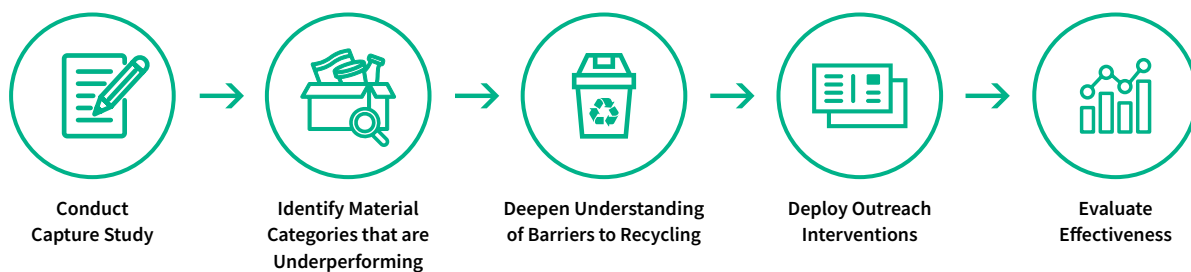 Conduct
Capture Study
Identify Material
Categories that are
Underperforming
Deepen Understanding
of Barriers to Recycling
Deploy Outreach
Interventions
Evaluate
Effectiveness